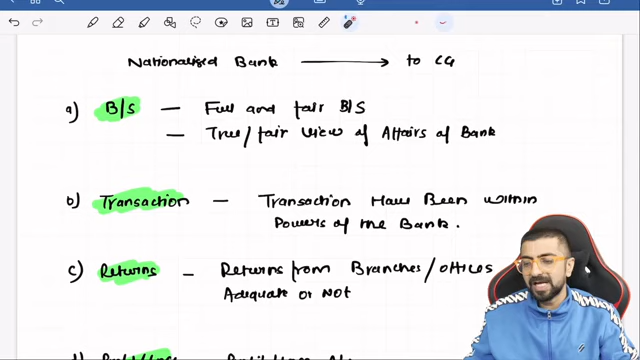 Nationalised Bank ⟶ to CG
a) B/S — Full and fair B/S
— True/fair View of Affairs of Bank
b) Transaction — Transaction Have Been within
Powers of the Bank.
c) Returns — Returns from Branches/offices
Adequate or Not